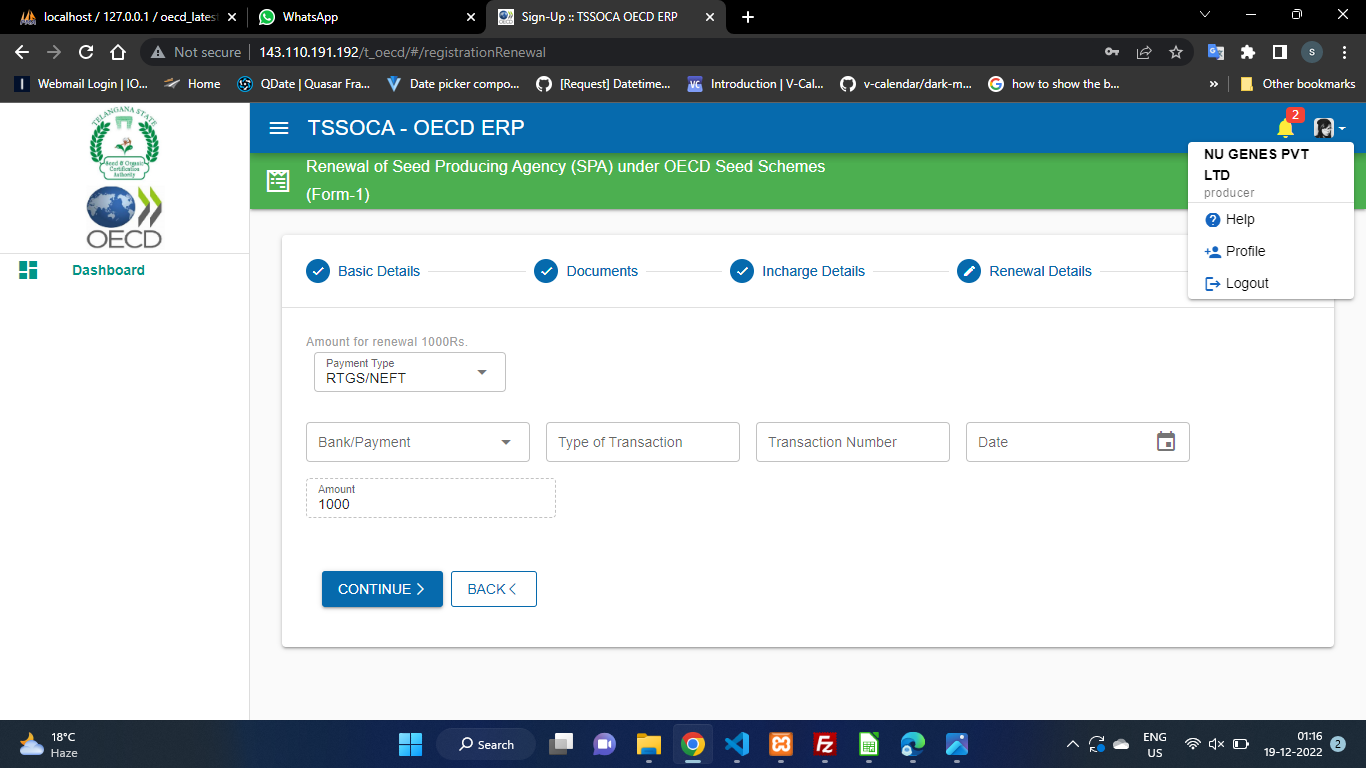 localhost / 127.0.0.1 / oecd_latest
WhatsApp
Sign-Up :: TSSOCA OECD ERP
Not secure
143.110.191.192/t_oecd/#/registrationRenewal
S
Webmail Login | IO...
Home
QDate | Quasar Fra...
Date picker compo...
[Request] Datetime...
Introduction | V-Cal...
v-calendar/dark-m...
how to show the b...
»
Other bookmarks
TELANGANA STATE
Seed & Organic
Certification
Authority
OECD
TSSOCA - OECD ERP
2
Renewal of Seed Producing Agency (SPA) under OECD Seed Schemes
(Form-1)
NU GENES PVT
LTD
producer
Help
Profile
Logout
Dashboard
Basic Details
Documents
Incharge Details
Renewal Details
Amount for renewal 1000Rs.
Payment Type
RTGS/NEFT
Bank/Payment
Type of Transaction
Transaction Number
Date
Amount
1000
CONTINUE
BACK
18°C
Haze
Search
ENG
US
01:16
19-12-2022
2